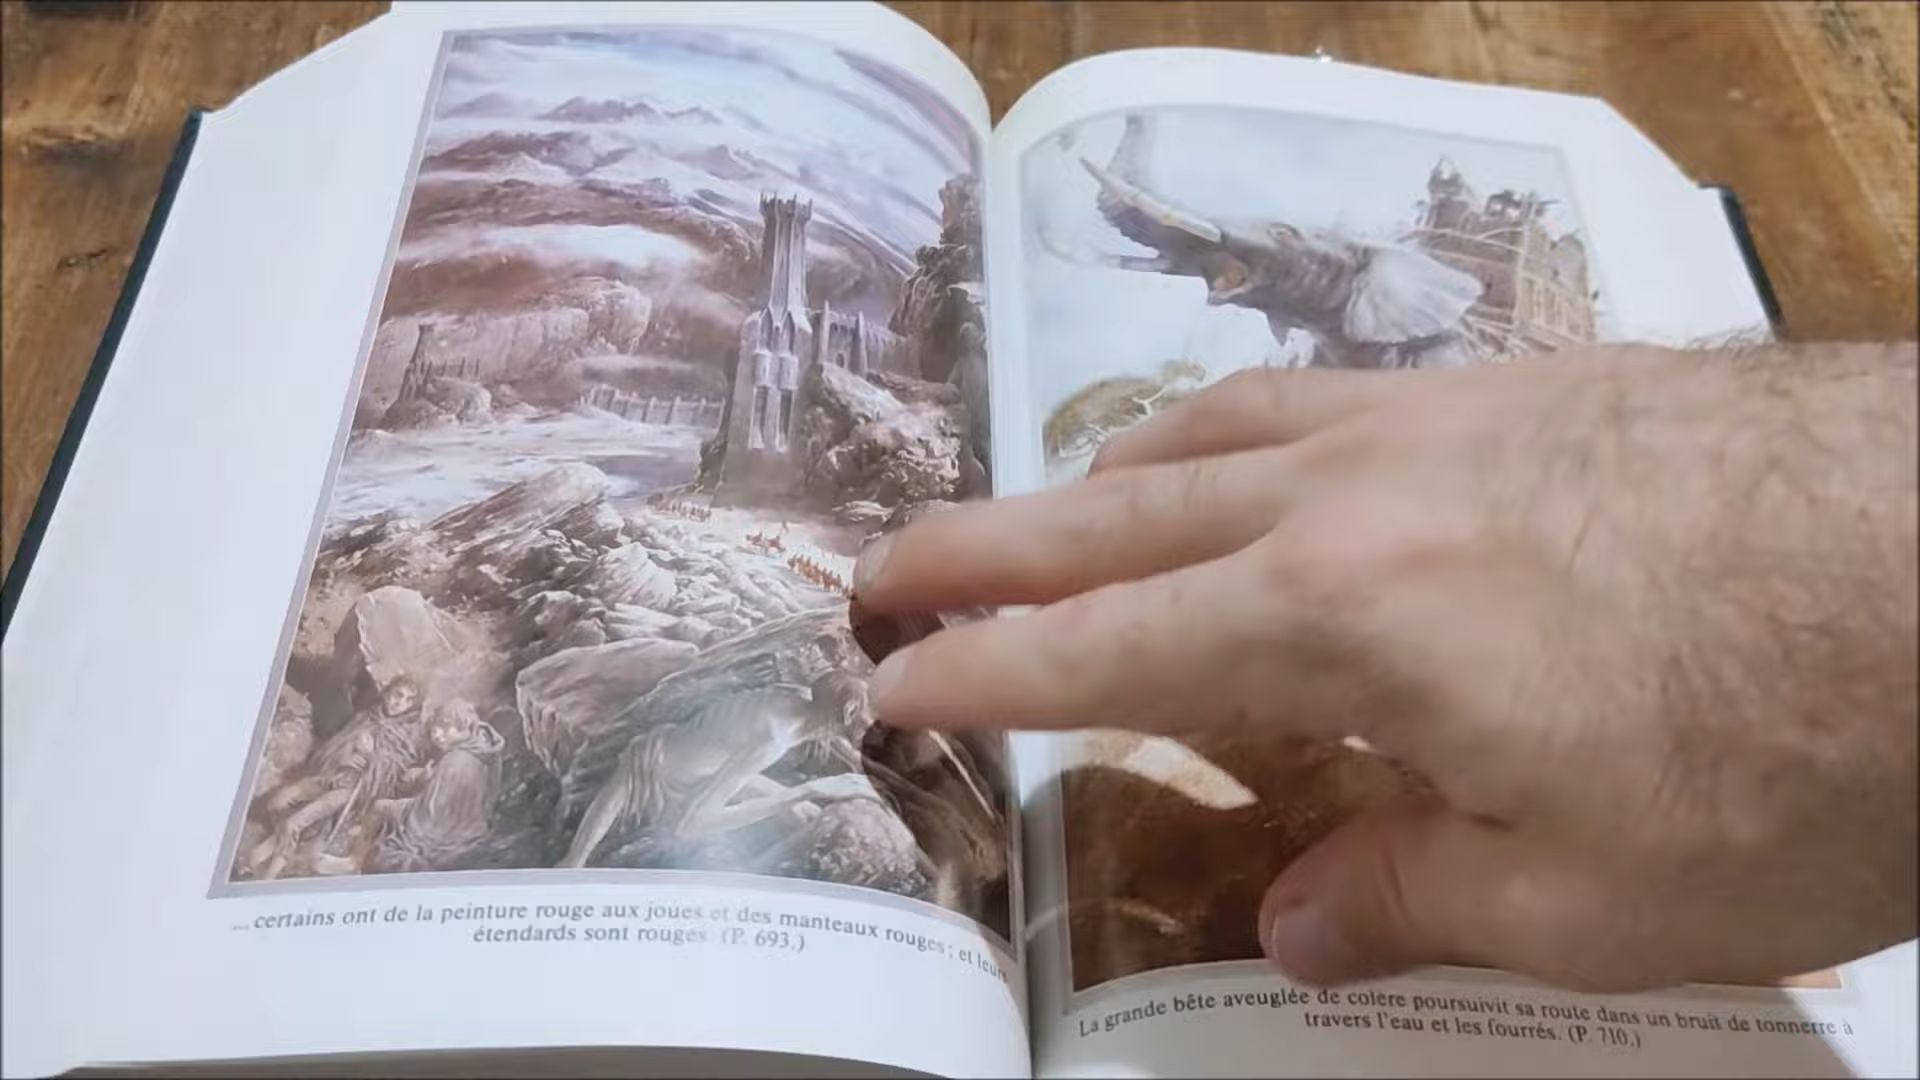 ... certains ont de la peinture rouge aux joues et des manteaux rouges ; et leurs
étendards sont rouges. (P. 693.)
La grande bête aveuglée de colère poursuivit sa route dans un bruit de tonnerre à
travers l'eau et les fourrés. (P. 710.)